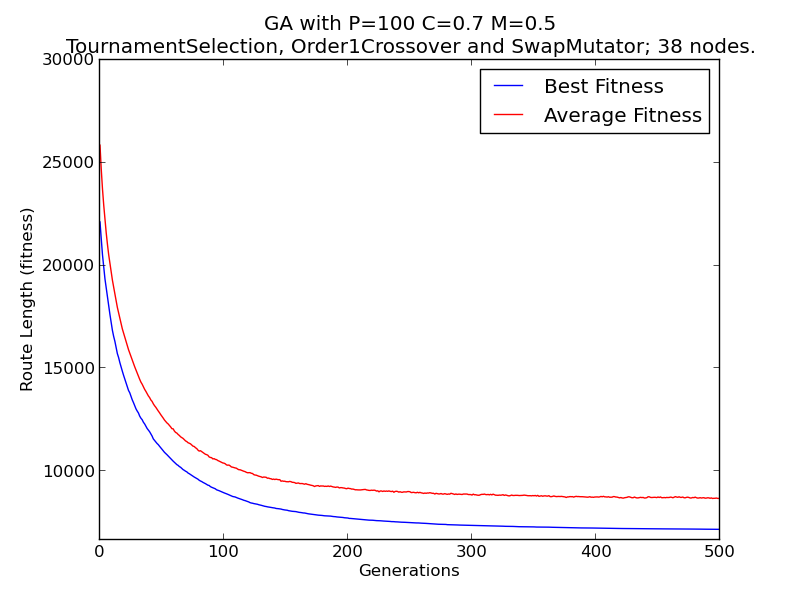 GA with P=100 C=0.7 M=0.5
TournamentSelection, Order1Crossover and SwapMutator; 38 nodes.
30000
Best Fitness
Average Fitness
25000
20000
15000
10000
Route Length (fitness)
0 100 200 300 400 500
Generations